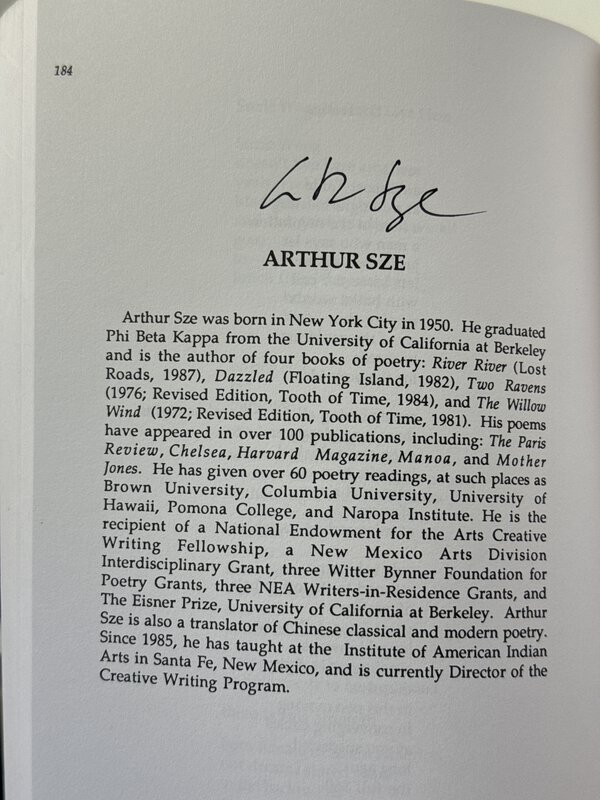 184
Arthur Sze
ARTHUR SZE
Arthur Sze was born in New York City in 1950. He graduated
Phi Beta Kappa from the University of California at Berkeley
and is the author of four books of poetry: River River (Lost
Roads, 1987), Dazzled (Floating Island, 1982), Two Ravens
(1976; Revised Edition, Tooth of Time, 1984), and The Willow
Wind (1972; Revised Edition, Tooth of Time, 1981). His poems
have appeared in over 100 publications, including: The Paris
Review, Chelsea, Harvard Magazine, Manoa, and Mother
Jones. He has given over 60 poetry readings, at such places as
Brown University, Columbia University, University of
Hawaii, Pomona College, and Naropa Institute. He is the
recipient of a National Endowment for the Arts Creative
Writing Fellowship, a New Mexico Arts Division
Interdisciplinary Grant, three Witter Bynner Foundation for
Poetry Grants, three NEA Writers-in-Residence Grants, and
The Eisner Prize, University of California at Berkeley. Arthur
Sze is also a translator of Chinese classical and modern poetry.
Since 1985, he has taught at the Institute of American Indian
Arts in Santa Fe, New Mexico, and is currently Director of the
Creative Writing Program.